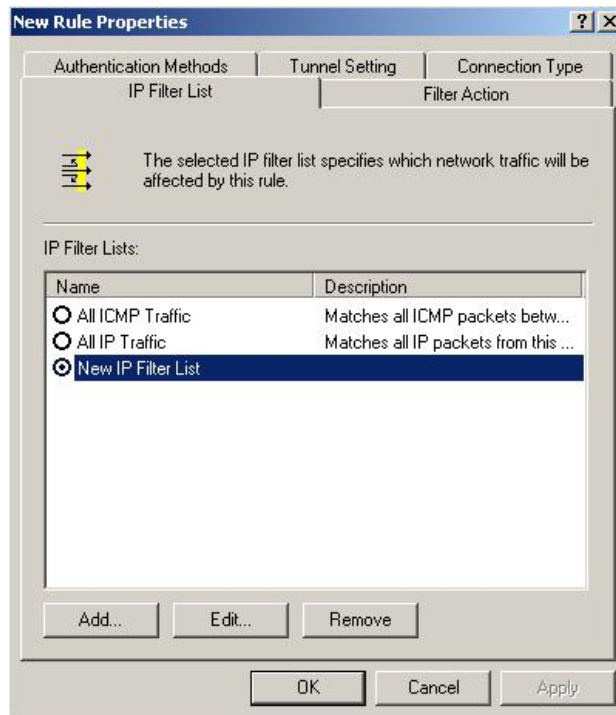 New Rule Properties
Authentication Methods
Tunnel Setting
Connection Type
IP Filter List
Filter Action
The selected IP filter list specifies which network traffic will be
affected by this rule.
IP Filter Lists:
Name Description
All ICMP Traffic Matches all ICMP packets betw...
All IP Traffic Matches all IP packets from this ...
New IP Filter List
Add... Edit... Remove
OK Cancel Apply